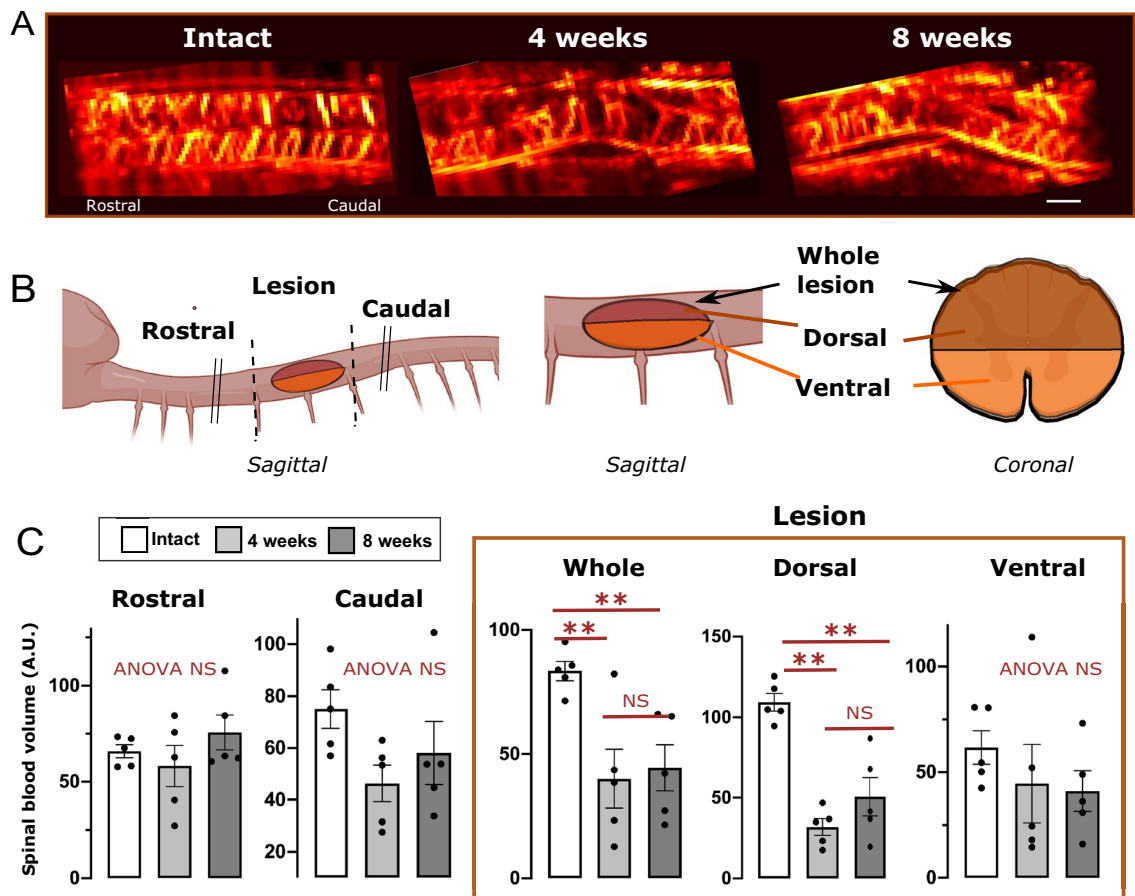 A
Intact
4 weeks
8 weeks
Rostral
Caudal
B
Lesion
Rostral
Caudal
Sagittal
Whole
lesion
Dorsal
Ventral
Sagittal
Coronal
C
Intact
4 weeks
8 weeks
Lesion
Rostral
Caudal
Whole
Dorsal
Ventral
Spinal blood volume (A.U.)
ANOVA NS
100
50
0
ANOVA NS
100
80
60
40
20
**
**
NS
100
50
0
**
**
NS
150
100
50
0
ANOVA NS
100
50
0